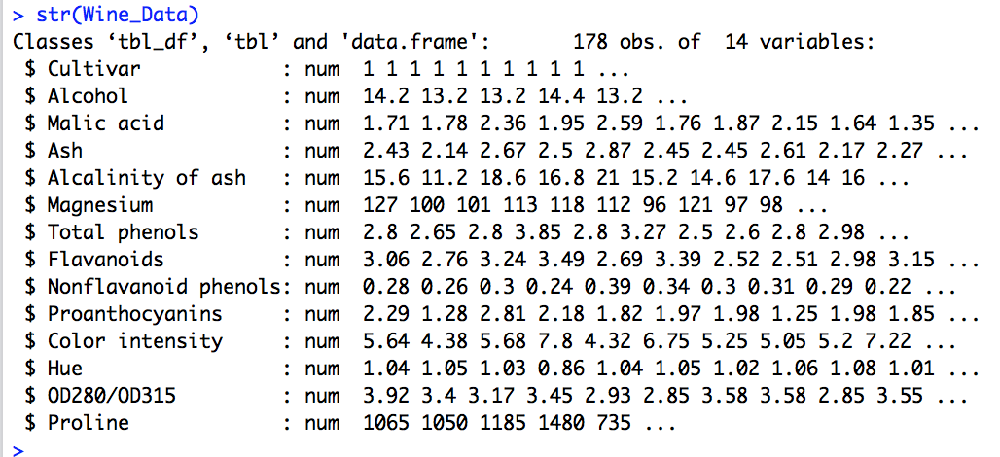 > str(Wine_Data)
Classes ‘tbl_df’, ‘tbl’ and 'data.frame':	178 obs. of  14 variables:
 $ Cultivar            : num  1 1 1 1 1 1 1 1 1 1 ...
 $ Alcohol             : num  14.2 13.2 13.2 14.4 13.2 ...
 $ Malic acid          : num  1.71 1.78 2.36 1.95 2.59 1.76 1.87 2.15 1.64 1.35 ...
 $ Ash                 : num  2.43 2.14 2.67 2.5 2.87 2.45 2.45 2.61 2.17 2.27 ...
 $ Alcalinity of ash   : num  15.6 11.2 18.6 16.8 21 15.2 14.6 17.6 14 16 ...
 $ Magnesium           : num  127 100 101 113 118 112 96 121 97 98 ...
 $ Total phenols       : num  2.8 2.65 2.8 3.85 2.8 3.27 2.5 2.6 2.8 2.98 ...
 $ Flavanoids          : num  3.06 2.76 3.24 3.49 2.69 3.39 2.52 2.51 2.98 3.15 ...
 $ Nonflavanoid phenols: num  0.28 0.26 0.3 0.24 0.39 0.34 0.3 0.31 0.29 0.22 ...
 $ Proanthocyanins     : num  2.29 1.28 2.81 2.18 1.82 1.97 1.98 1.25 1.98 1.85 ...
 $ Color intensity     : num  5.64 4.38 5.68 7.8 4.32 6.75 5.25 5.05 5.2 7.22 ...
 $ Hue                 : num  1.04 1.05 1.03 0.86 1.04 1.05 1.02 1.06 1.08 1.01 ...
 $ OD280/OD315         : num  3.92 3.4 3.17 3.45 2.93 2.85 3.58 3.58 2.85 3.55 ...
 $ Proline             : num  1065 1050 1185 1480 735 ...
>